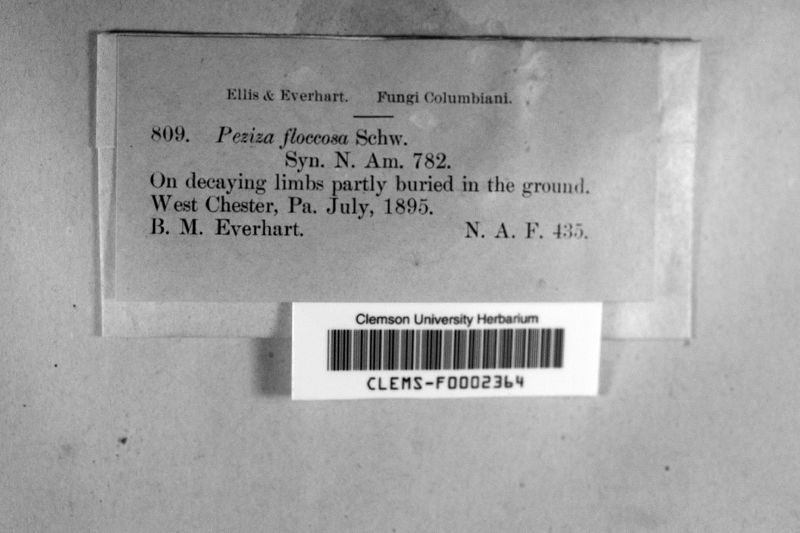 Ellis & Everhart. Fungi Columbiani.
809. Peziza floccosa Schw.
Syn. N. Am. 782.
On decaying limbs partly buried in the ground.
West Chester, Pa. July, 1895.
B. M. Everhart. N. A. F. 435.
Clemson University Herbarium
CLEMS-F0002364